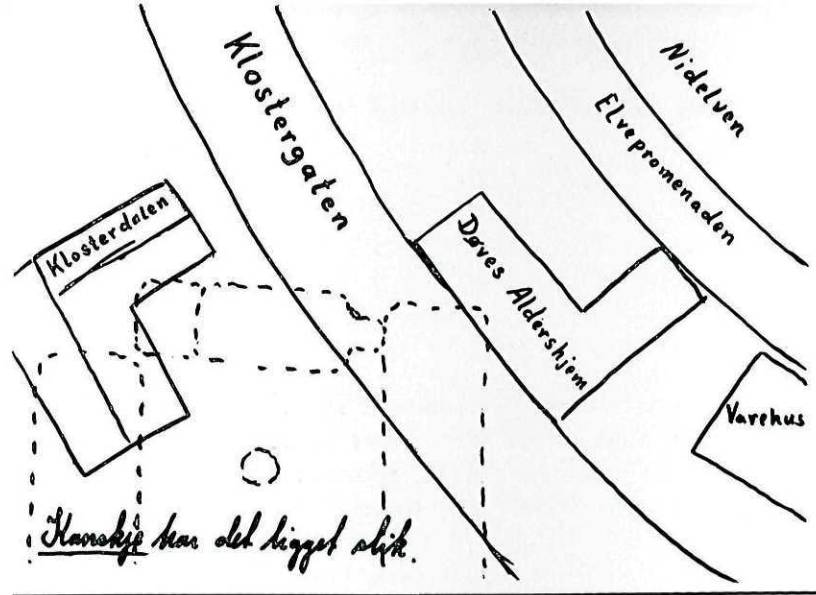 Nidelven
Elvepromenaden
Klostergaten
Klosterdalen
Døves Aldershjem
Varehus
Kanskje har det ligget slik.